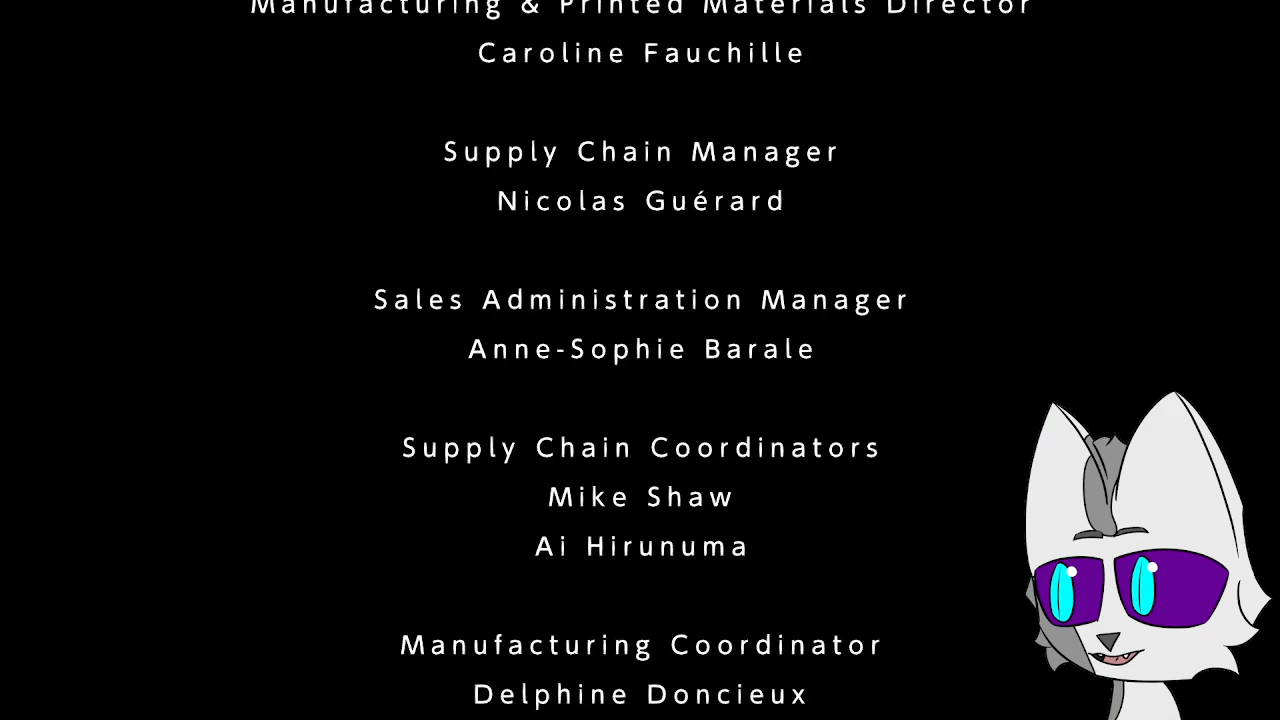 Manufacturing & Printed Materials Director
Caroline Fauchille
Supply Chain Manager
Nicolas Guérard
Sales Administration Manager
Anne-Sophie Barale
Supply Chain Coordinators
Mike Shaw
Ai Hirunuma
Manufacturing Coordinator
Delphine Doncieux